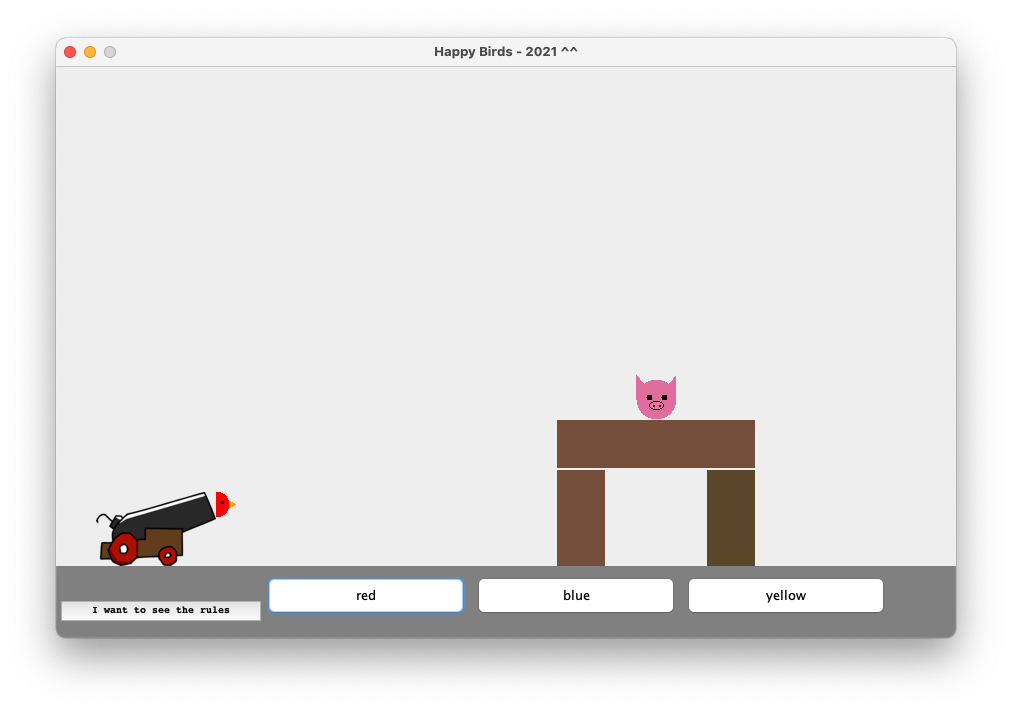 Happy Birds - 2021 ^^
red
blue
yellow
I want to see the rules